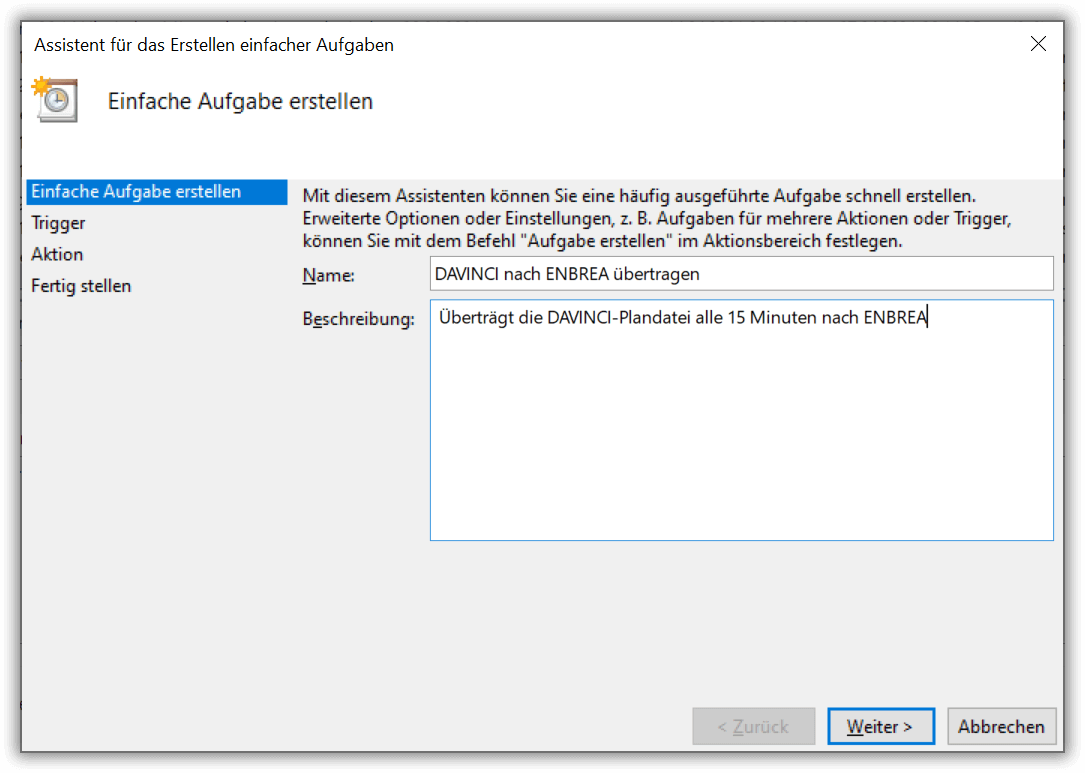 Assistent für das Erstellen einfacher Aufgaben
Einfache Aufgabe erstellen
Einfache Aufgabe erstellen
Trigger
Aktion
Fertig stellen
Mit diesem Assistenten können Sie eine häufig ausgeführte Aufgabe schnell erstellen.
Erweiterte Optionen oder Einstellungen, z. B. Aufgaben für mehrere Aktionen oder Trigger,
können Sie mit dem Befehl "Aufgabe erstellen" im Aktionsbereich festlegen.
Name: DAVINCI nach ENBREA übertragen
Beschreibung: Überträgt die DAVINCI-Plandatei alle 15 Minuten nach ENBREA
< Zurück Weiter > Abbrechen